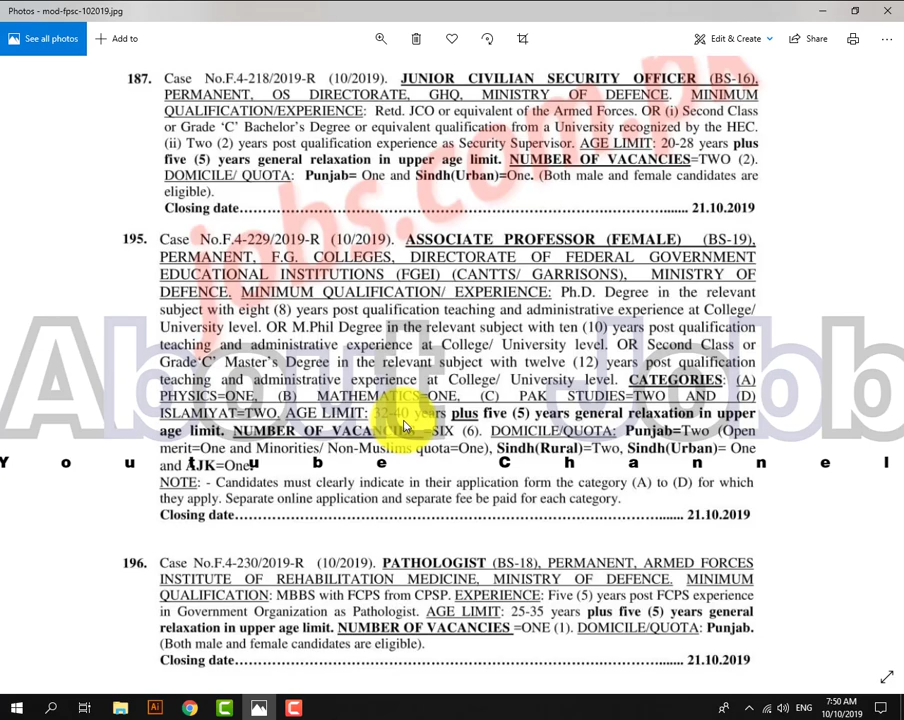 Photos - mod-fpsc-102019.jpg
See all photos
Add to
Edit & Create
Share
187. Case No.F.4-218/2019-R (10/2019). JUNIOR CIVILIAN SECURITY OFFICER (BS-16),
PERMANENT, OS DIRECTORATE, GHQ, MINISTRY OF DEFENCE. MINIMUM
QUALIFICATION/EXPERIENCE: Retd. JCO or equivalent of the Armed Forces. OR (i) Second Class
or Grade ‘C’ Bachelor’s Degree or equivalent qualification from a University recognized by the HEC.
(ii) Two (2) years post qualification experience as Security Supervisor. AGE LIMIT: 20-28 years plus
five (5) years general relaxation in upper age limit. NUMBER OF VACANCIES=TWO (2).
DOMICILE/ QUOTA: Punjab= One and Sindh(Urban)=One. (Both male and female candidates are
eligible).
Closing date…………………………………………………………………....... 21.10.2019
jobs.com.pk
195. Case No.F.4-229/2019-R (10/2019). ASSOCIATE PROFESSOR (FEMALE) (BS-19),
PERMANENT, F.G. COLLEGES, DIRECTORATE OF FEDERAL GOVERNMENT
EDUCATIONAL INSTITUTIONS (FGEI) (CANTTS/ GARRISONS), MINISTRY OF
DEFENCE. MINIMUM QUALIFICATION/ EXPERIENCE: Ph.D. Degree in the relevant
subject with eight (8) years post qualification teaching and administrative experience at College/
University level. OR M.Phil Degree in the relevant subject with ten (10) years post qualification
teaching and administrative experience at College/ University level. OR Second Class or
Grade‘C’ Master’s Degree in the relevant subject with twelve (12) years post qualification
teaching and administrative experience at College/ University level. CATEGORIES: (A)
PHYSICS=ONE, (B) MATHEMATICS=ONE, (C) PAK STUDIES=TWO AND (D)
ISLAMIYAT=TWO. AGE LIMIT: 32-40 years plus five (5) years general relaxation in upper
age limit. NUMBER OF VACANCIES =SIX (6). DOMICILE/QUOTA: Punjab=Two (Open
merit=One and Minorities/ Non-Muslims quota=One), Sindh(Rural)=Two, Sindh(Urban)= One
and AJK=One.
About Jobb
Youtube Channel
NOTE: - Candidates must clearly indicate in their application form the category (A) to (D) for which
they apply. Separate online application and separate fee be paid for each category.
Closing date…………………………………………………………………....... 21.10.2019
196. Case No.F.4-230/2019-R (10/2019). PATHOLOGIST (BS-18), PERMANENT, ARMED FORCES
INSTITUTE OF REHABILITATION MEDICINE, MINISTRY OF DEFENCE. MINIMUM
QUALIFICATION: MBBS with FCPS from CPSP. EXPERIENCE: Five (5) years post FCPS experience
in Government Organization as Pathologist. AGE LIMIT: 25-35 years plus five (5) years general
relaxation in upper age limit. NUMBER OF VACANCIES =ONE (1). DOMICILE/QUOTA: Punjab.
(Both male and female candidates are eligible).
Closing date…………………………………………………………………....... 21.10.2019
Ai
ENG
7:50 AM
10/10/2019